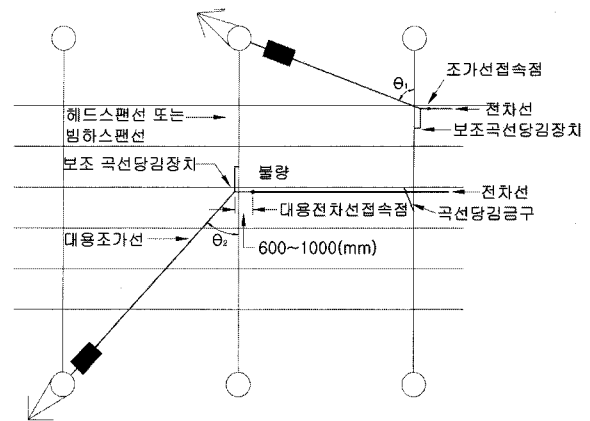 조가선접속점
θ₁
전차선
헤드스팬선 또는
빔하스팬선
보조곡선당김장치
보조 곡선당김장치
불량
전차선
대용전차선접속점
곡선당김금구
대용조가선
θ₂
600~1000(mm)